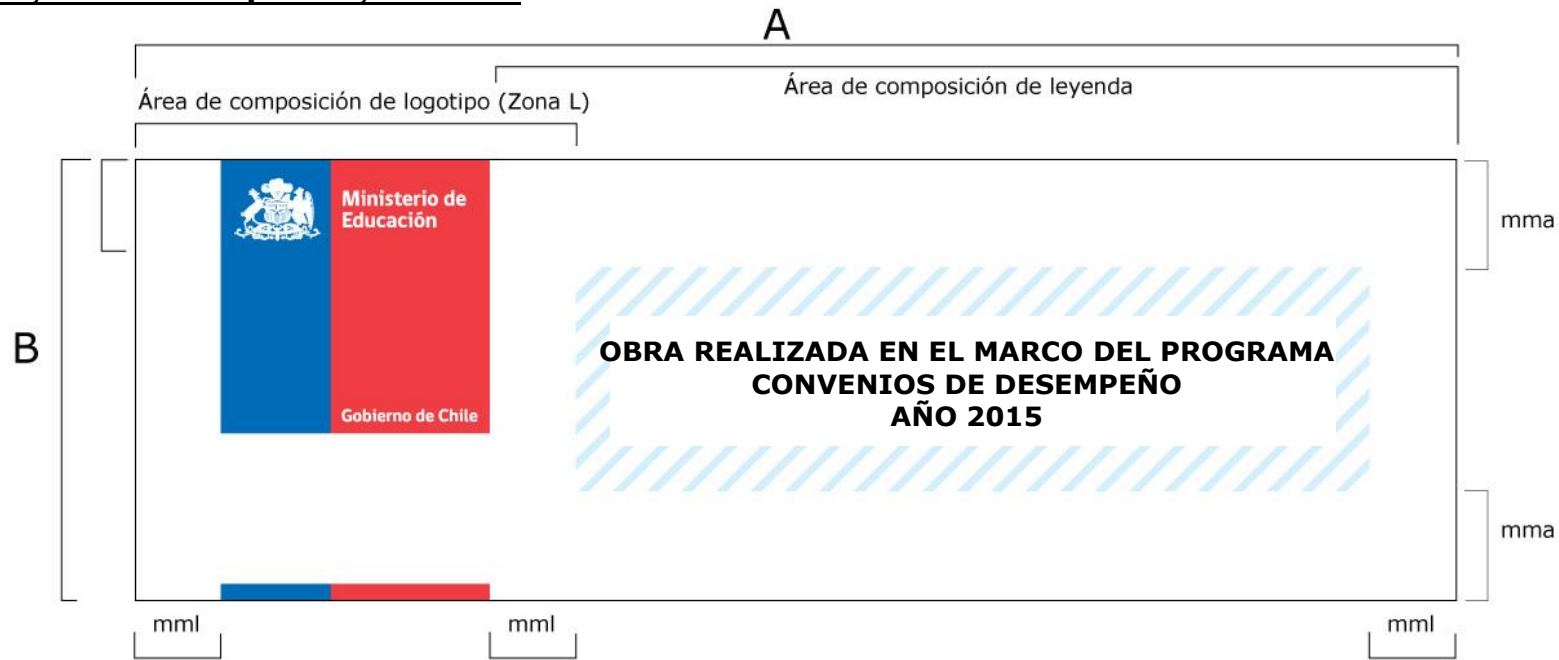 A
Área de composición de leyenda
Área de composición de logotipo (Zona L)
Ministerio de
Educación
mma
B
OBRA REALIZADA EN EL MARCO DEL PROGRAMA
CONVENIOS DE DESEMPEÑO
AÑO 2015
Gobierno de Chile
mma
mml
mml
mml